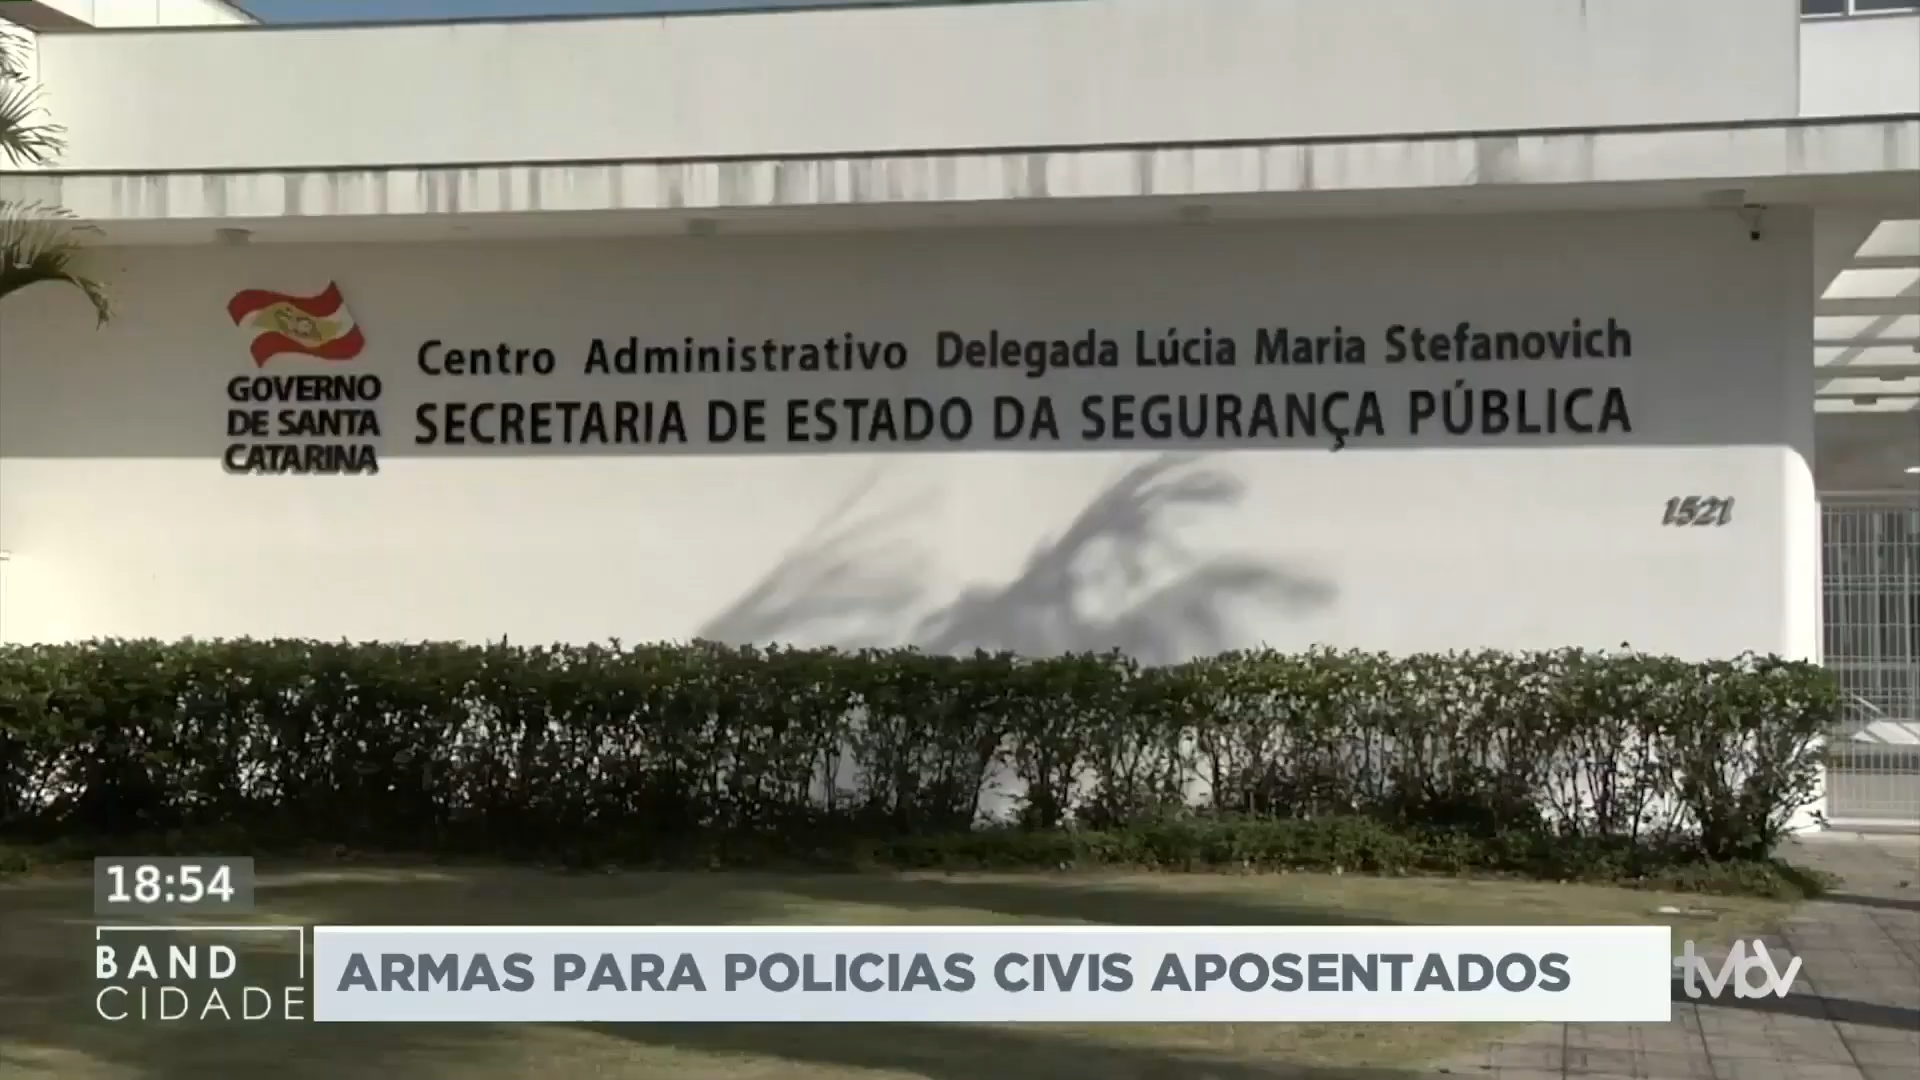 GOVERNO
DE SANTA
CATARINA
Centro Administrativo Delegada Lúcia Maria Stefanovich
SECRETARIA DE ESTADO DA SEGURANÇA PÚBLICA
1521
18:54
BAND
CIDADE
ARMAS PARA POLICIAS CIVIS APOSENTADOS
tvbv